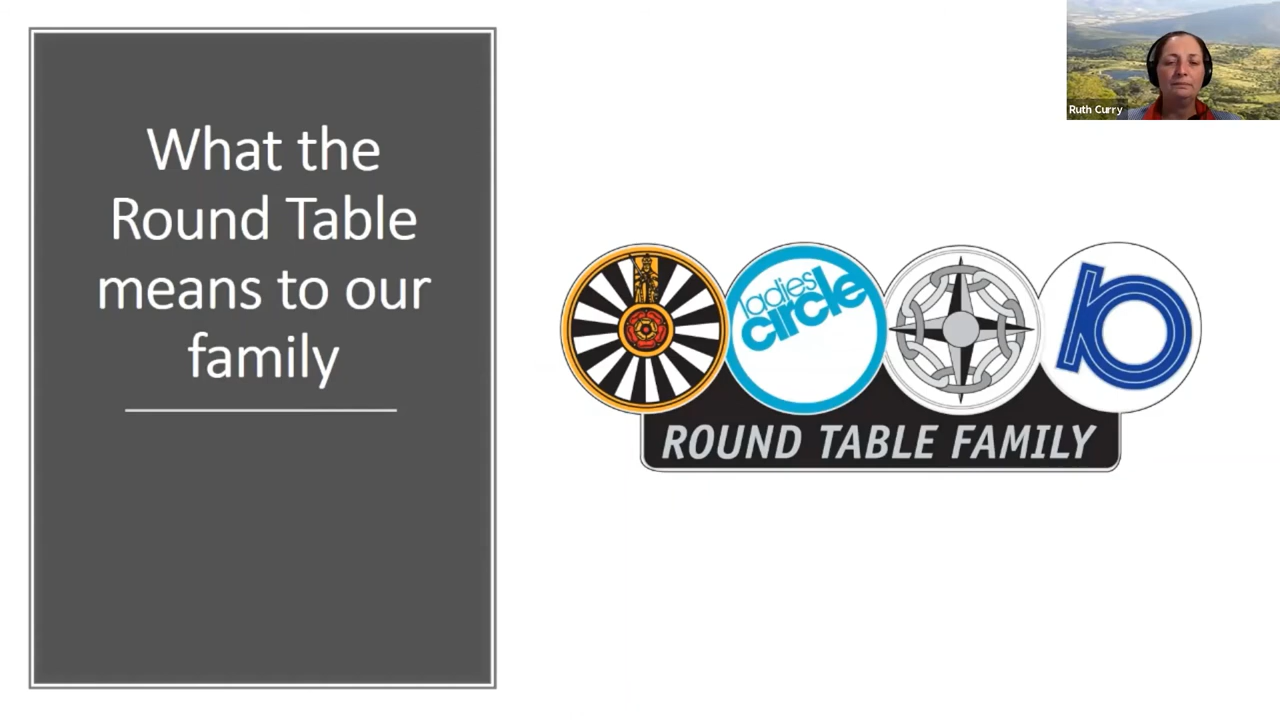 What the
Round Table
means to our
family
Ruth Curry
ladies
circle
ROUND TABLE FAMILY